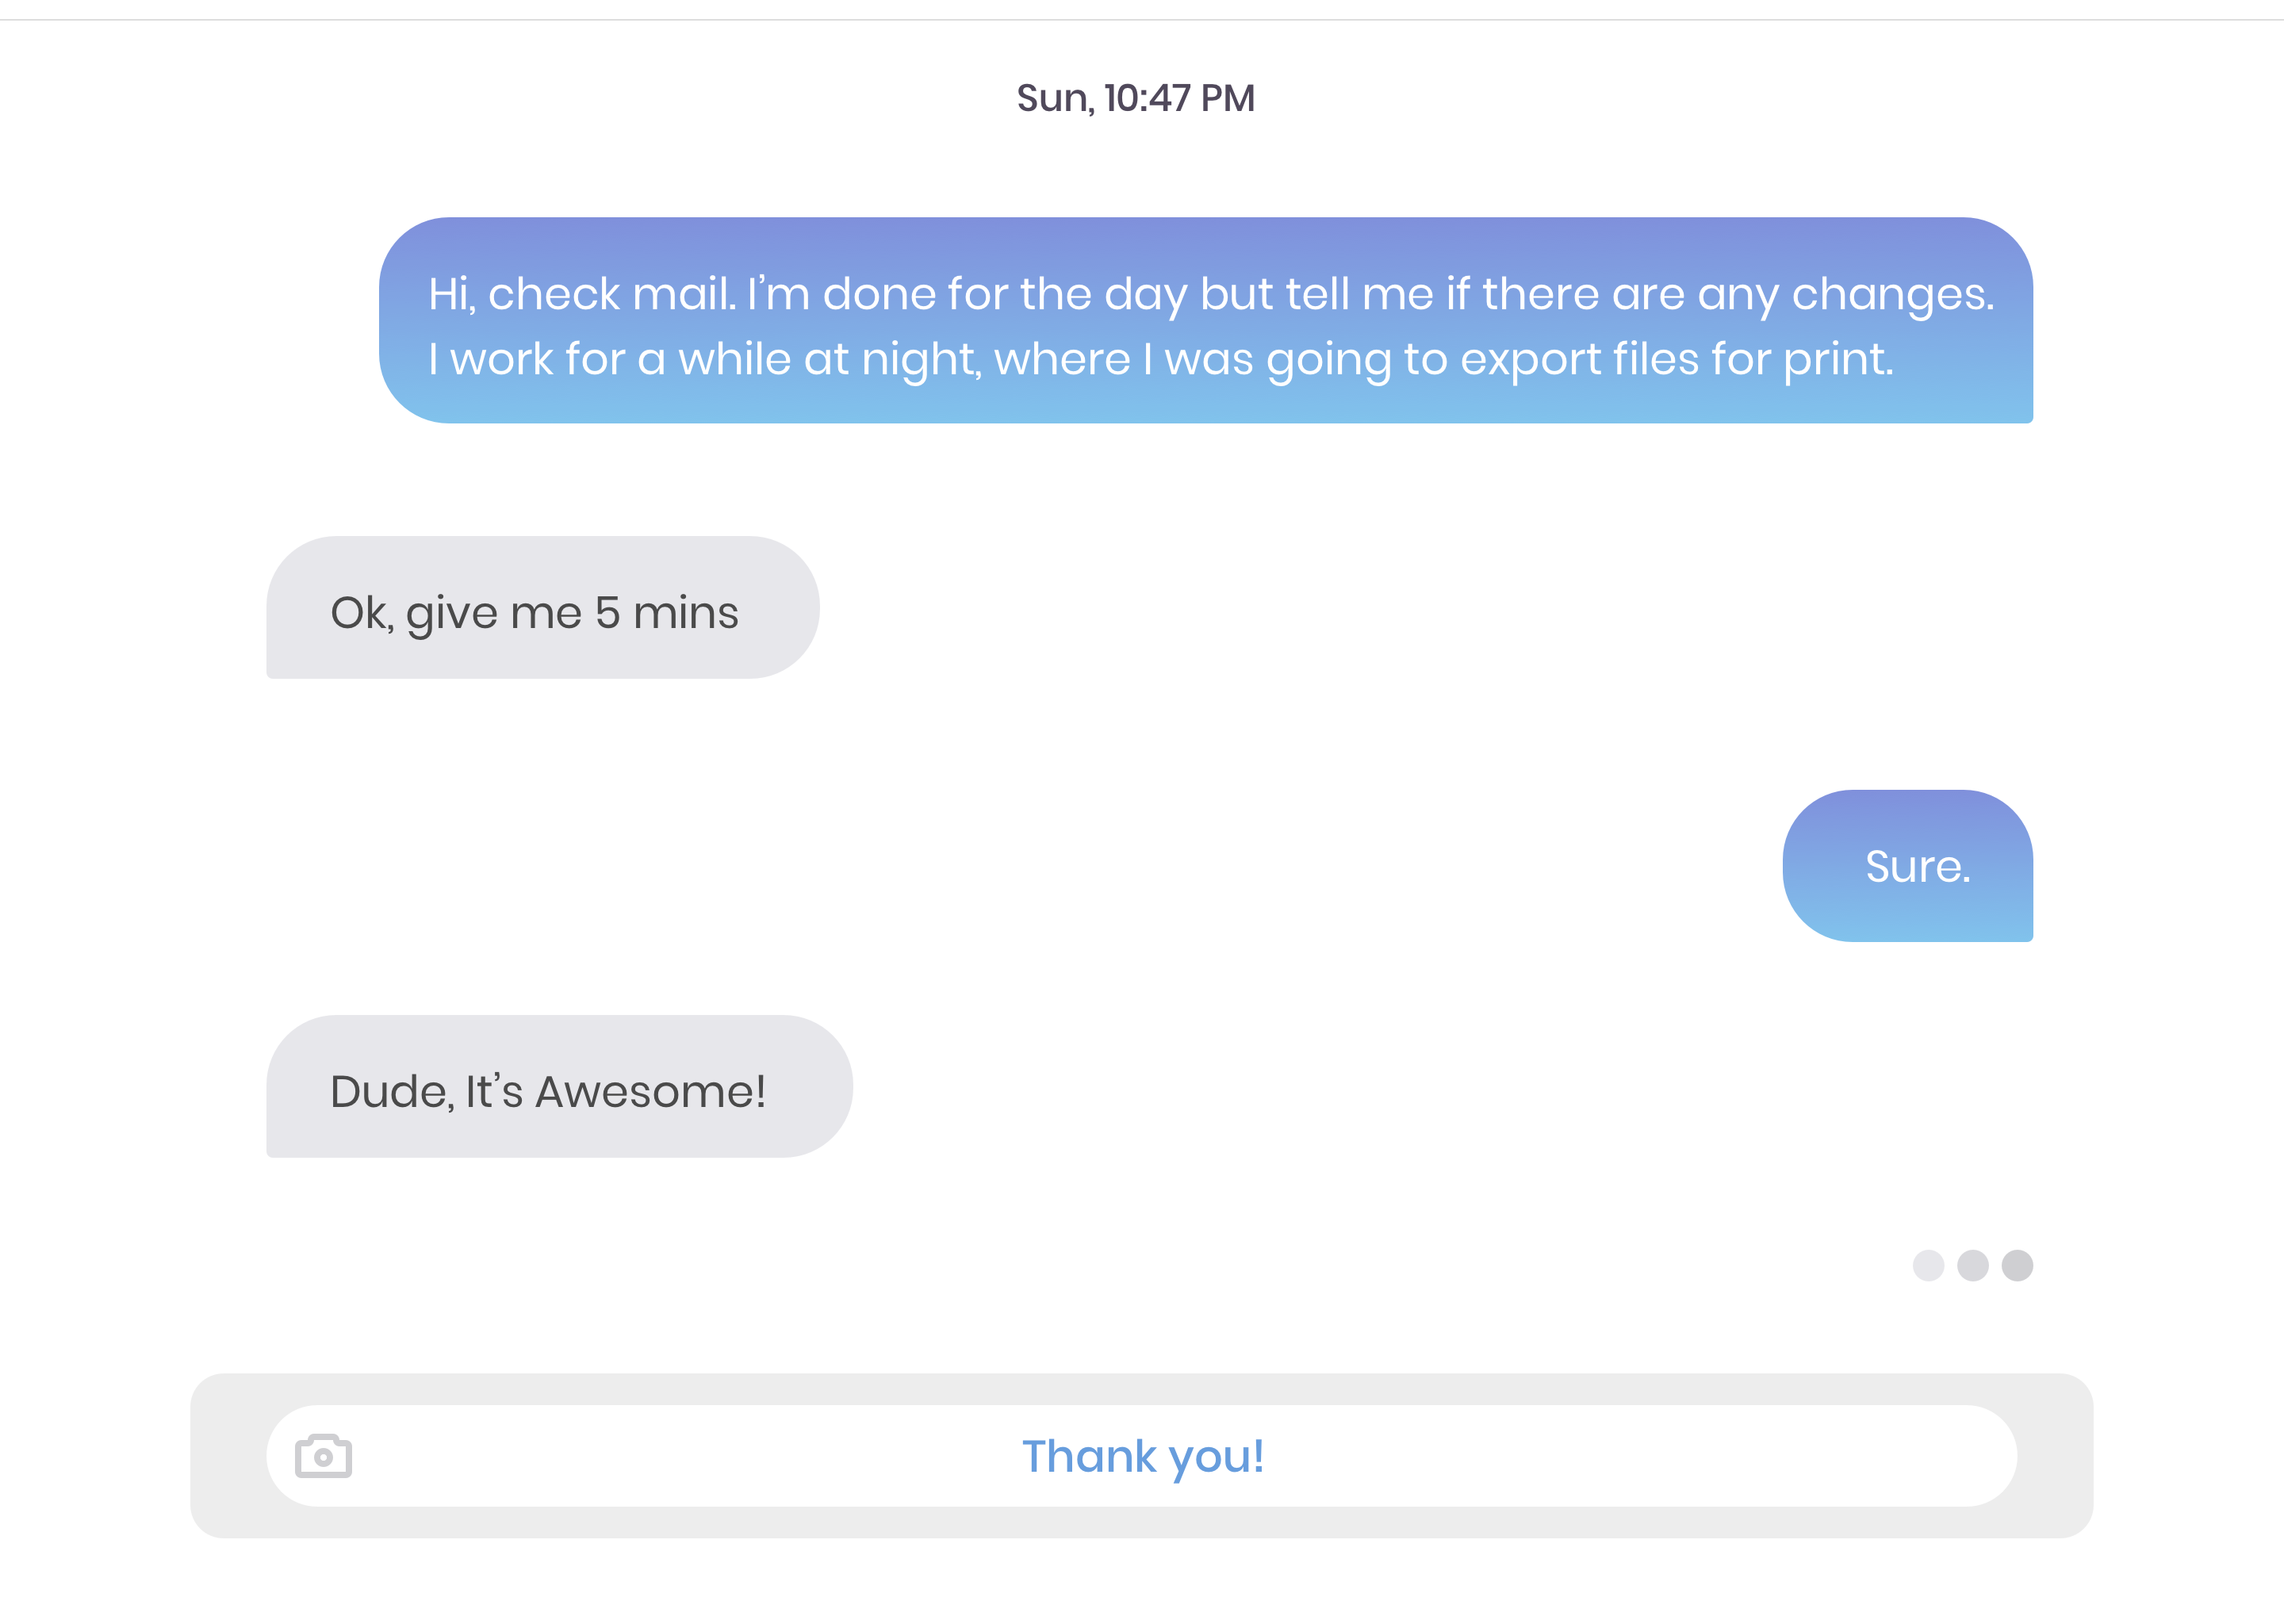 Sun, 10:47 PM
Hi, check mail. I’m done for the day but tell me if there are any changes.
I work for a while at night, where I was going to export files for print.
Ok, give me 5 mins
Sure.
Dude, It’s Awesome!
Thank you!